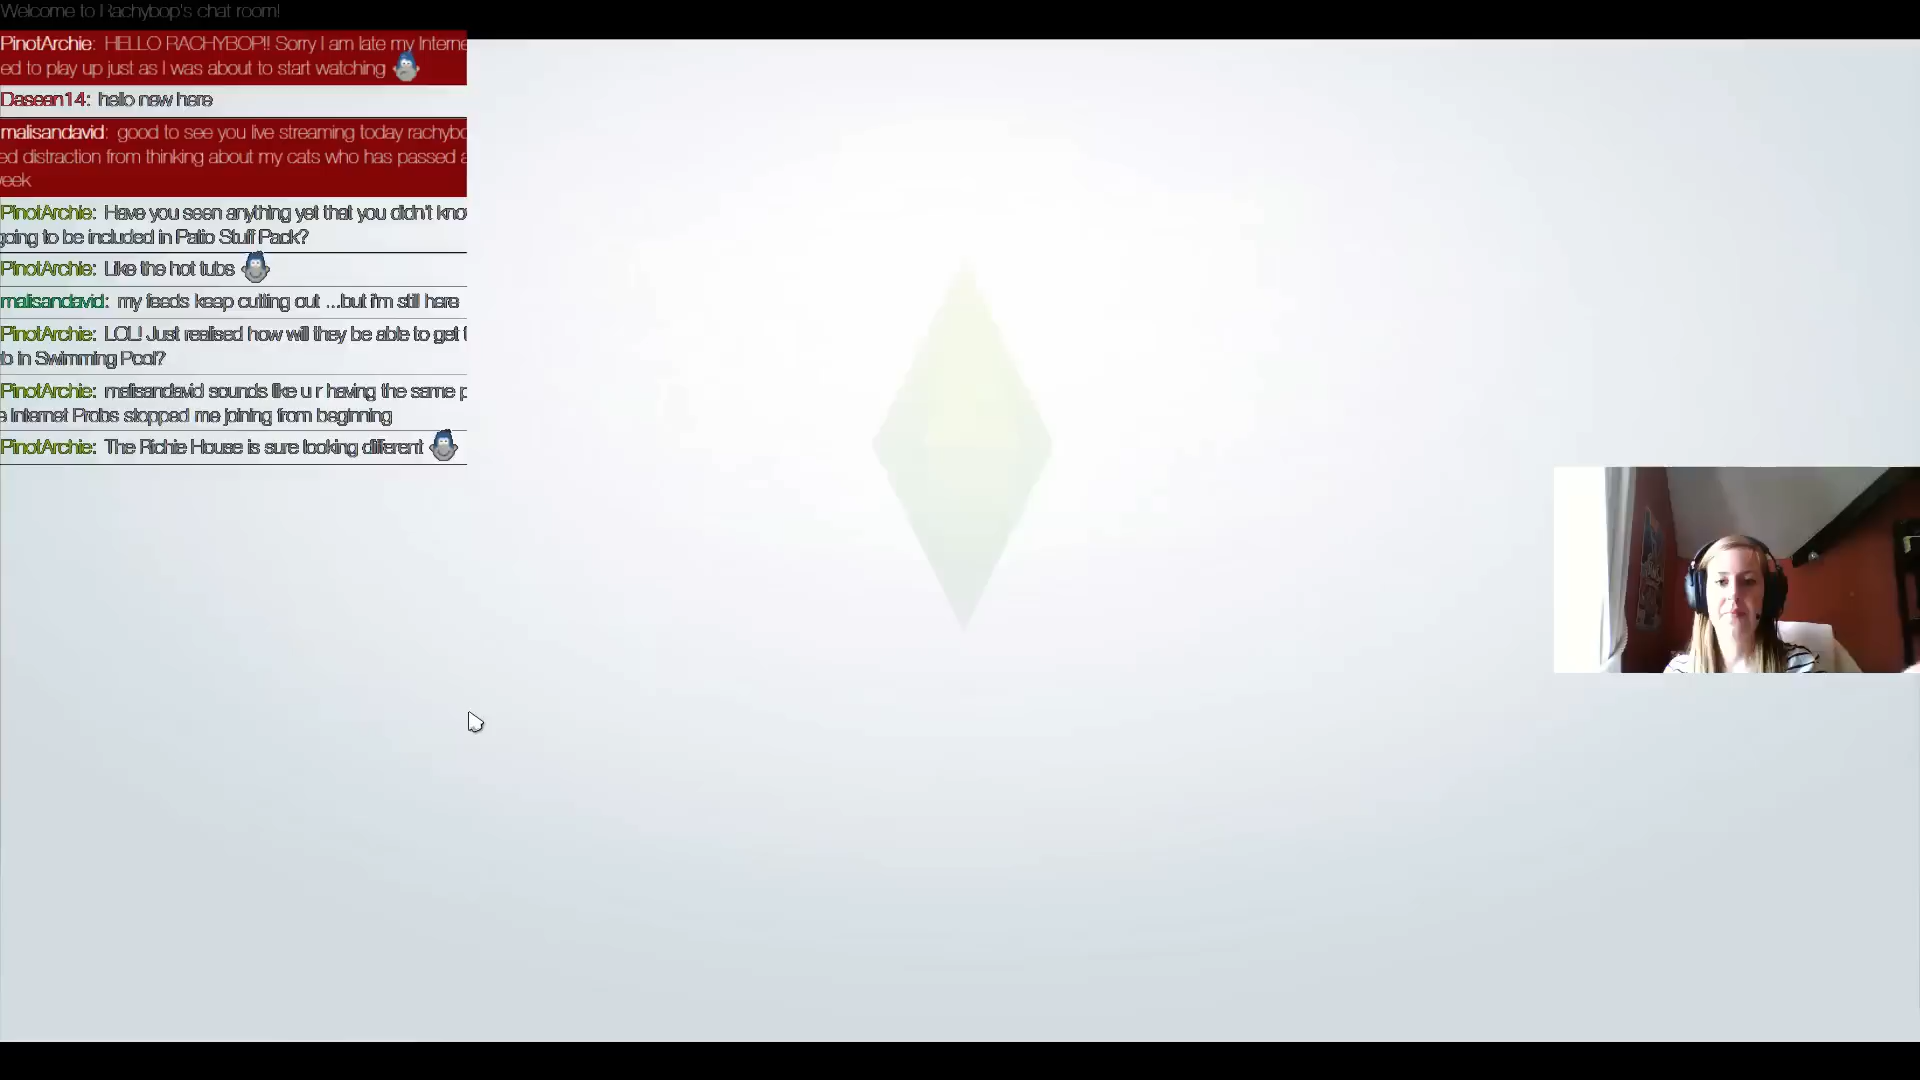 Welcome to Rachybop's chat room!
PinotArchie: HELLO RACHYBOP!! Sorry I am late my Interne
ed to play up just as I was about to start watching
Dasean14: hello new here
malisandavid: good to see you live streaming today rachybo
ed distraction from thinking about my cats who has passed a
eek
PinotArchie: Have you seen anything yet that you didn't kno
going to be included in Patio Stuff Pack?
PinotArchie: Like the hot tubs
malisandavid: my feeds keep cutting out ...but i'm still here
PinotArchie: LOL! Just realised how will they be able to get
b in Swimming Pool?
PinotArchie: malisandavid sounds like u r having the same p
e Internet Probs stopped me joining from beginning
PinotArchie: The Richie House is sure looking different